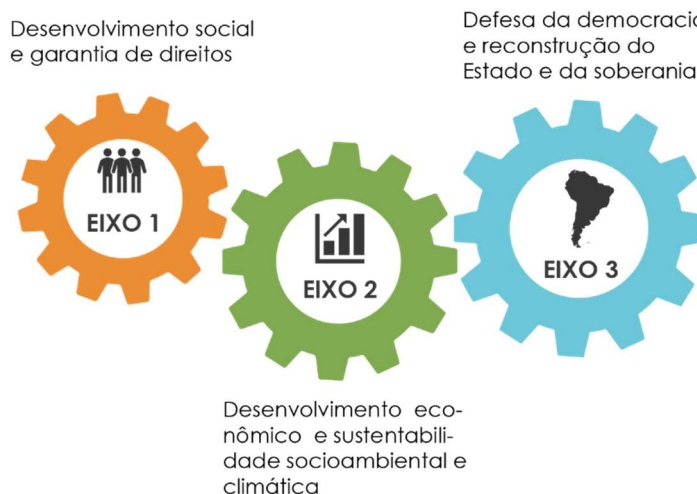 Desenvolvimento social
e garantia de direitos
EIXO 1
EIXO 2
Desenvolvimento eco-
nômico e sustentabili-
dade socioambiental e
climática
Defesa da democraci
e reconstrução do
Estado e da soberania
EIXO 3